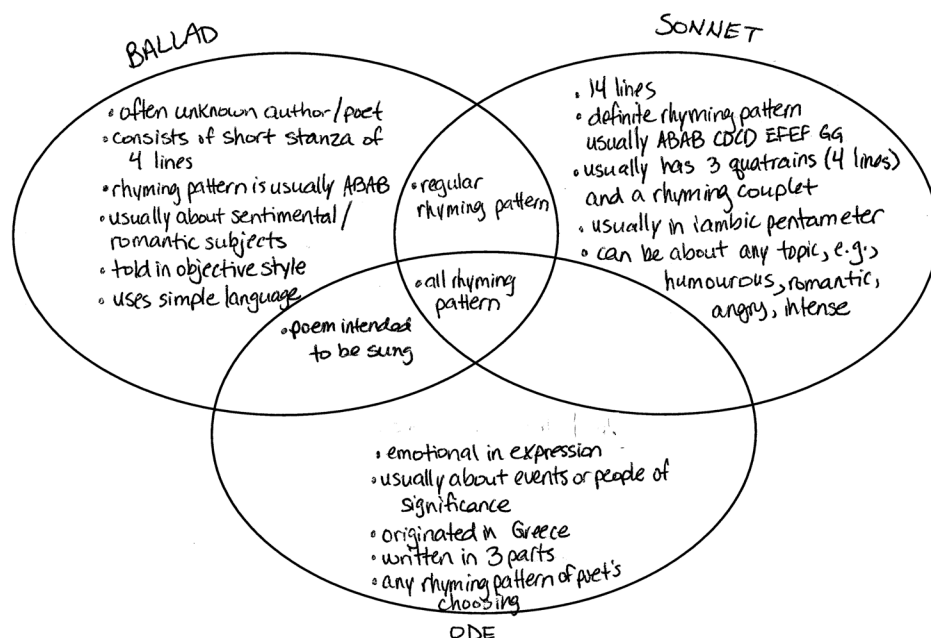 BALLAD
• often unknown author/poet
• consists of short stanza of
4 lines
• rhyming pattern is usually ABAB
• usually about sentimental/
romantic subjects
• told in objective style
• uses simple language
• regular
rhyming pattern
SONNET
• 14 lines
• definite rhyming pattern
usually ABAB CDCD EFEF GG
• usually has 3 quatrains (4 lines)
and a rhyming couplet
• usually in iambic pentameter
• can be about any topic, e.g.,
humourous, romantic,
angry, intense
• all rhyming
pattern
• poem intended
to be sung
• emotional in expression
• usually about events or people of
significance
• originated in Greece
• written in 3 parts
• any rhyming pattern of poet's
choosing
ODE